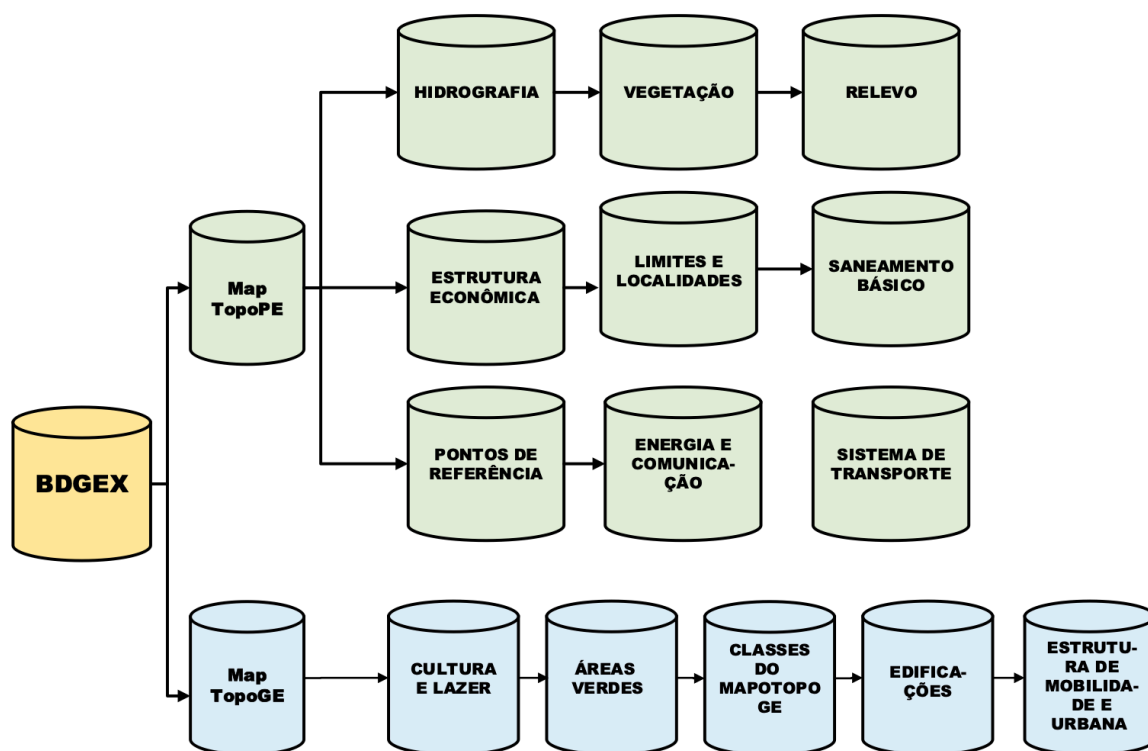 HIDROGRAFIA
VEGETAÇÃO
RELEVO
Map
TopoPE
ESTRUTURA
ECONÔMICA
LIMITES E
LOCALIDADES
SANEAMENTO
BÁSICO
PONTOS DE
REFERÊNCIA
ENERGIA E
COMUNICA-
ÇÃO
SISTEMA DE
TRANSPORTE
BDGEX
Map
TopoGE
CULTURA
E LAZER
ÁREAS
VERDES
CLASSES
DO
MAPOTOPO
GE
EDIFICA-
ÇÕES
ESTRUTU-
RA DE
MOBILIDA-
DE E
URBANA